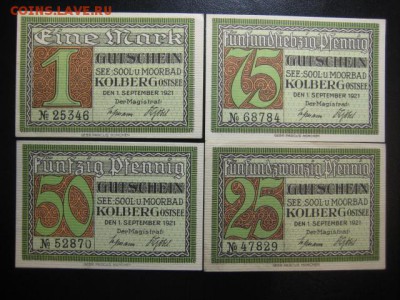 COINSS.ЛАВЕ.РУ
Eine Mark
1
GUTSCHEIN
SEE-SOOL-U MOORBAD
KOLBERG OSTSEE
DEN 1. SEPTEMBER 1921
Der Magistrat:
№ 25346
Fünfundsiebzig Pfennig
75
GUTSCHEIN
SEE-SOOL-U MOORBAD
KOLBERG OSTSEE
DEN 1. SEPTEMBER 1921
Der Magistrat:
№ 68784
Fünfzig Pfennig
50
GUTSCHEIN
SEE-SOOL-U MOORBAD
KOLBERG OSTSEE
DEN 1. SEPTEMBER 1921
Der Magistrat:
№ 52870
Fünfundzwanzig Pfennig
25
GUTSCHEIN
SEE-SOOL-U MOORBAD
KOLBERG OSTSEE
DEN 1. SEPTEMBER 1921
Der Magistrat:
№ 47829